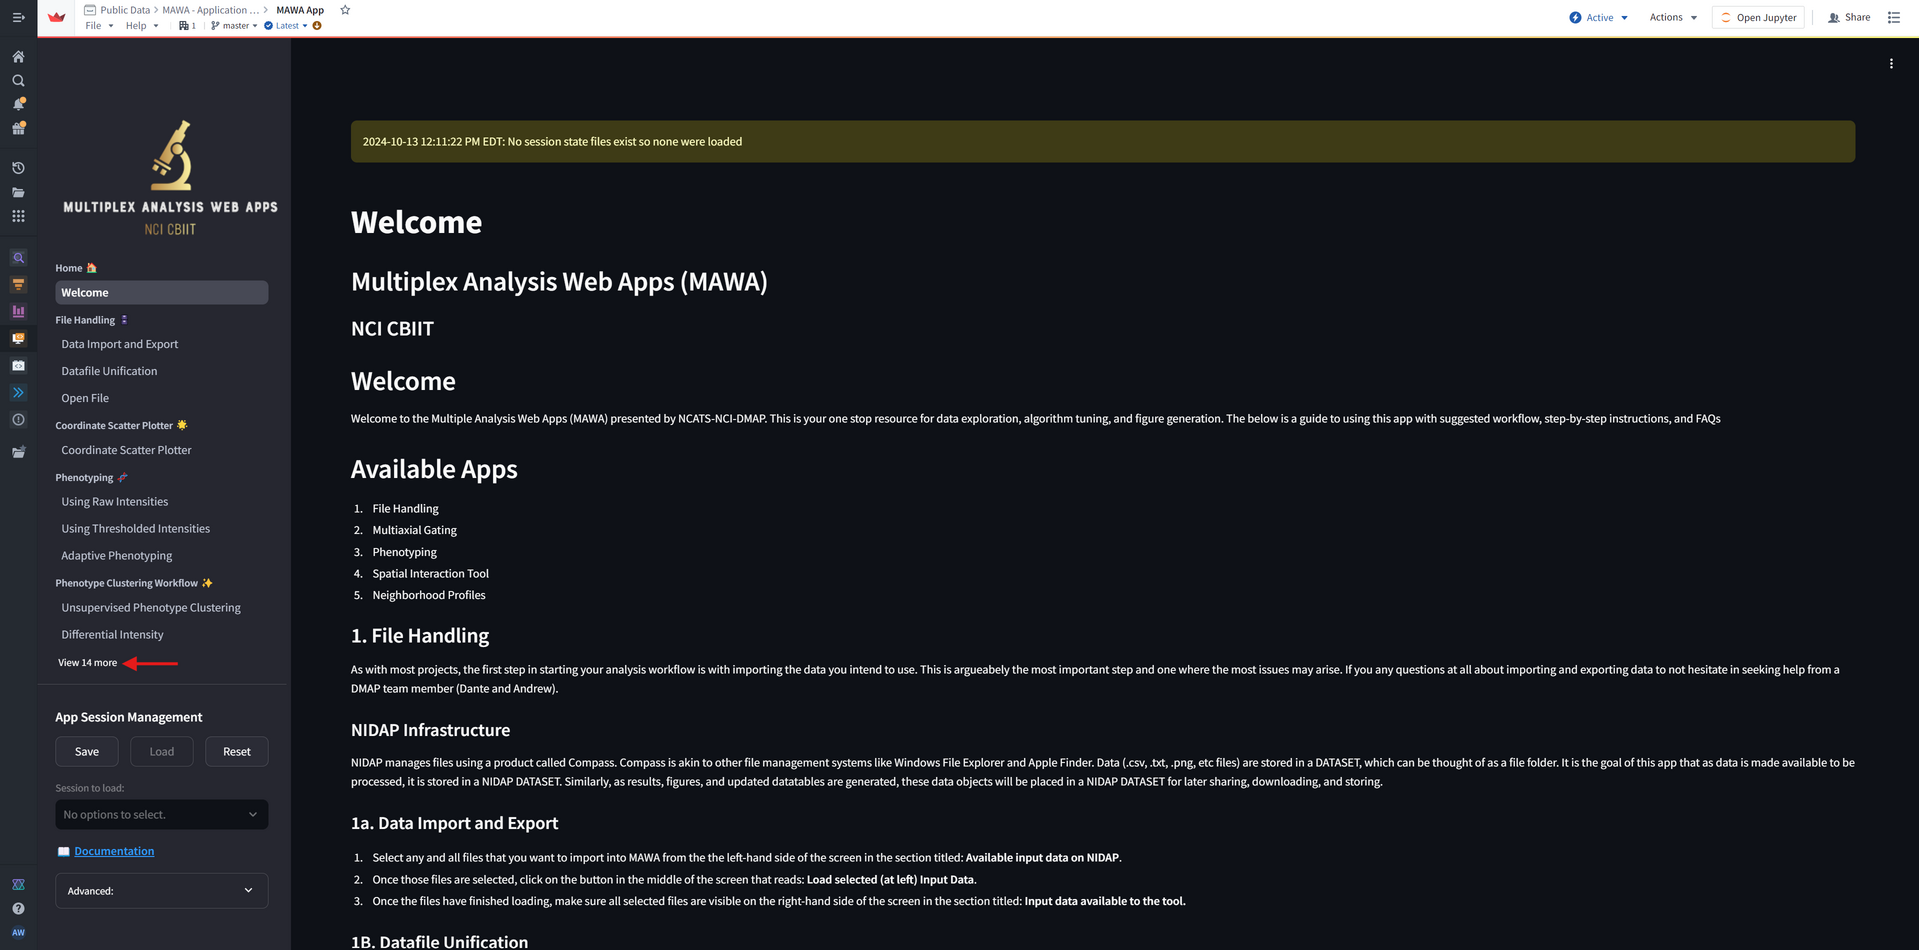 Public Data > MAWA - Application ... > MAWA App
File Help 1 master Latest
Active Actions Open Jupyter Share
MULTIPLEX ANALYSIS WEB APPS
NCI CBIIT
Home
Welcome
File Handling
Data Import and Export
Datafile Unification
Open File
Coordinate Scatter Plotter
Coordinate Scatter Plotter
Phenotyping
Using Raw Intensities
Using Thresholded Intensities
Adaptive Phenotyping
Phenotype Clustering Workflow
Unsupervised Phenotype Clustering
Differential Intensity
View 14 more
App Session Management
Save Load Reset
Session to load:
No options to select.
Documentation
Advanced:
AW
2024-10-13 12:11:22 PM EDT: No session state files exist so none were loaded
Welcome
Multiplex Analysis Web Apps (MAWA)
NCI CBIIT
Welcome
Welcome to the Multiple Analysis Web Apps (MAWA) presented by NCATS-NCI-DMAP. This is your one stop resource for data exploration, algorithm tuning, and figure generation. The below is a guide to using this app with suggested workflow, step-by-step instructions, and FAQs
Available Apps
1. File Handling
2. Multiaxial Gating
3. Phenotyping
4. Spatial Interaction Tool
5. Neighborhood Profiles
1. File Handling
As with most projects, the first step in starting your analysis workflow is with importing the data you intend to use. This is argueabely the most important step and one where the most issues may arise. If you any questions at all about importing and exporting data to not hesitate in seeking help from a
DMAP team member (Dante and Andrew).
NIDAP Infrastructure
NIDAP manages files using a product called Compass. Compass is akin to other file management systems like Windows File Explorer and Apple Finder. Data (.csv, .txt, .png, etc files) are stored in a DATASET, which can be thought of as a file folder. It is the goal of this app that as data is made available to be
processed, it is stored in a NIDAP DATASET. Similarly, as results, figures, and updated datatables are generated, these data objects will be placed in a NIDAP DATASET for later sharing, downloading, and storing.
1a. Data Import and Export
1. Select any and all files that you want to import into MAWA from the the left-hand side of the screen in the section titled: Available input data on NIDAP.
2. Once those files are selected, click on the button in the middle of the screen that reads: Load selected (at left) Input Data.
3. Once the files have finished loading, make sure all selected files are visible on the right-hand side of the screen in the section titled: Input data available to the tool.
1B. Datafile Unification